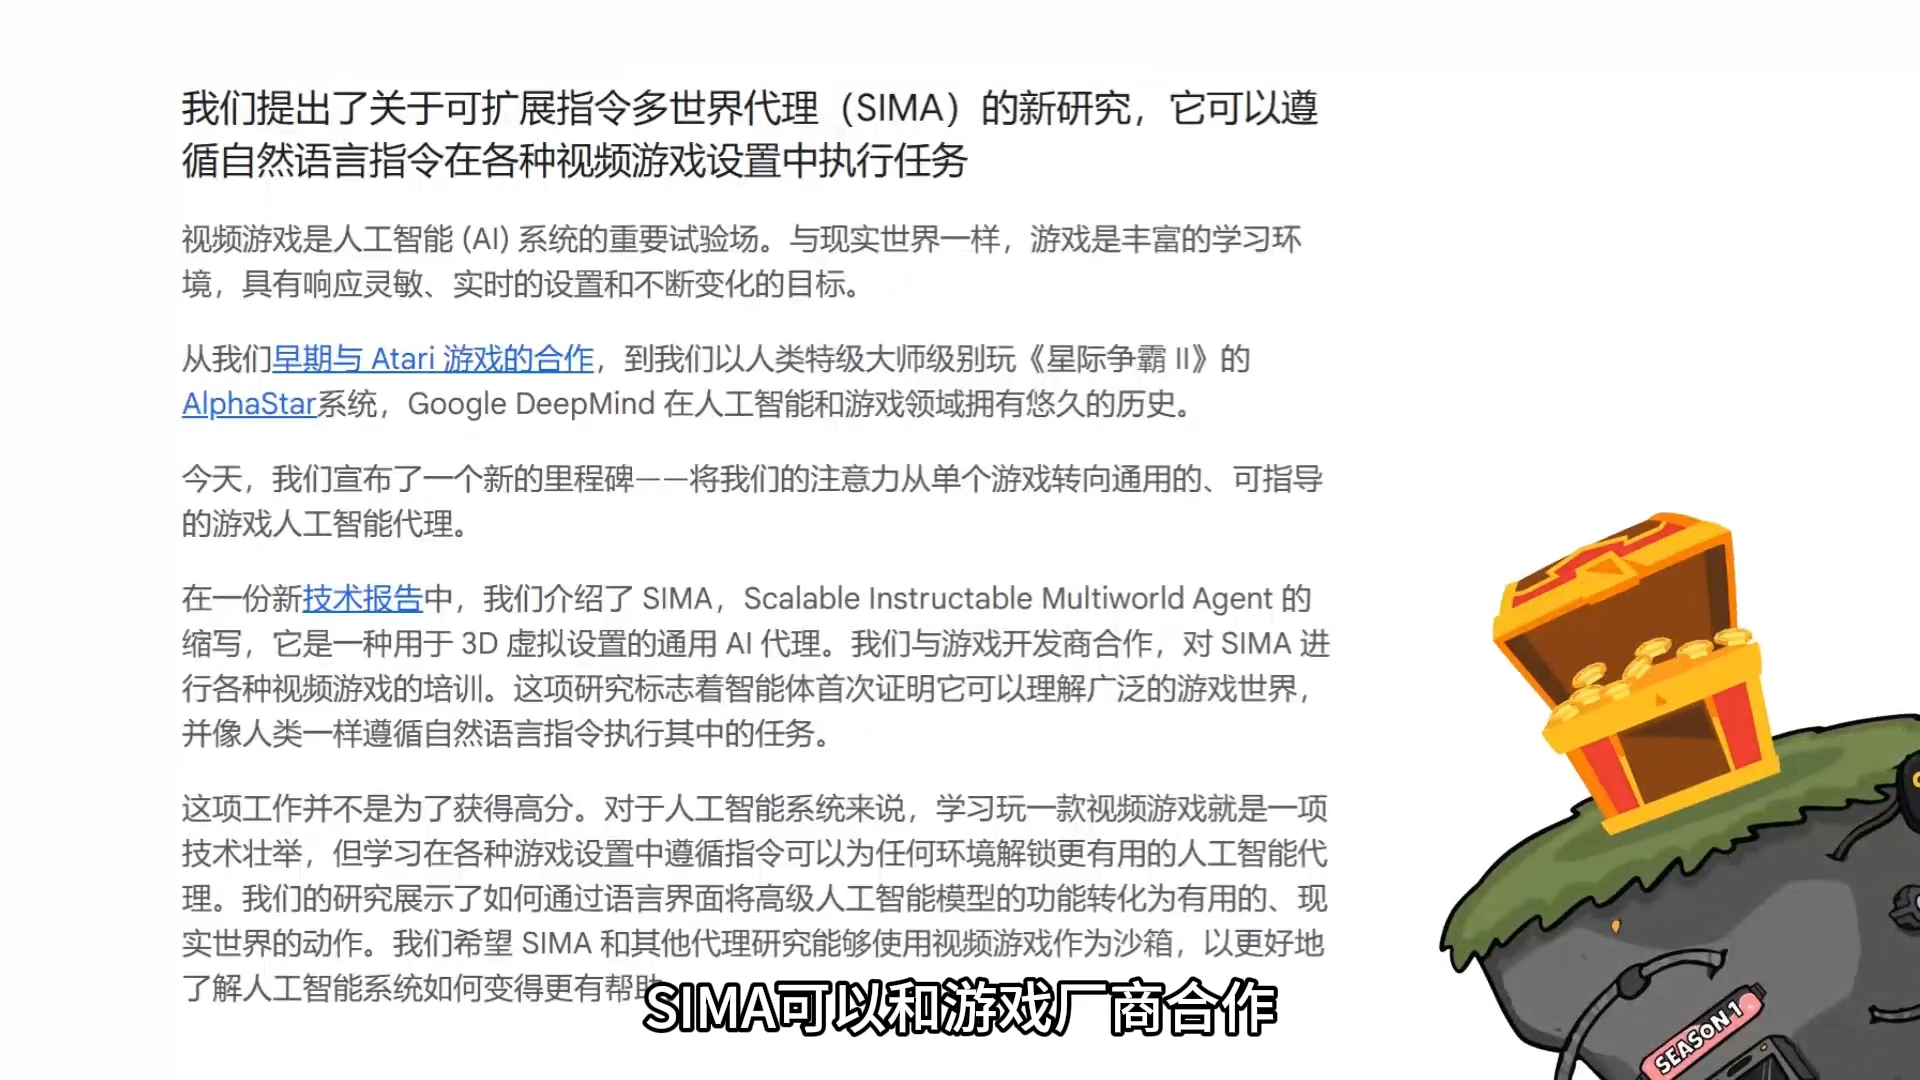 我们提出了关于可扩展指令多世界代理（SIMA）的新研究，它可以遵
循自然语言指令在各种视频游戏设置中执行任务
视频游戏是人工智能 (AI) 系统的重要试验场。与现实世界一样，游戏是丰富的学习环
境，具有响应灵敏、实时的设置和不断变化的目标。
从我们早期与 Atari 游戏的合作，到我们以人类特级大师级别玩《星际争霸 II》的
AlphaStar系统，Google DeepMind 在人工智能和游戏领域拥有悠久的历史。
今天，我们宣布了一个新的里程碑——将我们的注意力从单个游戏转向通用的、可指导
的游戏人工智能代理。
在一份新技术报告中，我们介绍了 SIMA，Scalable Instructable Multiworld Agent 的
缩写，它是一种用于 3D 虚拟设置的通用 AI 代理。我们与游戏开发商合作，对 SIMA 进
行各种视频游戏的培训。这项研究标志着智能体首次证明它可以理解广泛的游戏世界，
并像人类一样遵循自然语言指令执行其中的任务。
这项工作并不是为了获得高分。对于人工智能系统来说，学习玩一款视频游戏就是一项
技术壮举，但学习在各种游戏设置中遵循指令可以为任何环境解锁更有用的人工智能代
理。我们的研究展示了如何通过语言界面将高级人工智能模型的功能转化为有用的、现
实世界的动作。我们希望 SIMA 和其他代理研究能够使用视频游戏作为沙箱，以更好地
了解人工智能系统如何变得更有帮助
SIMA可以和游戏厂商合作
SEASON 1